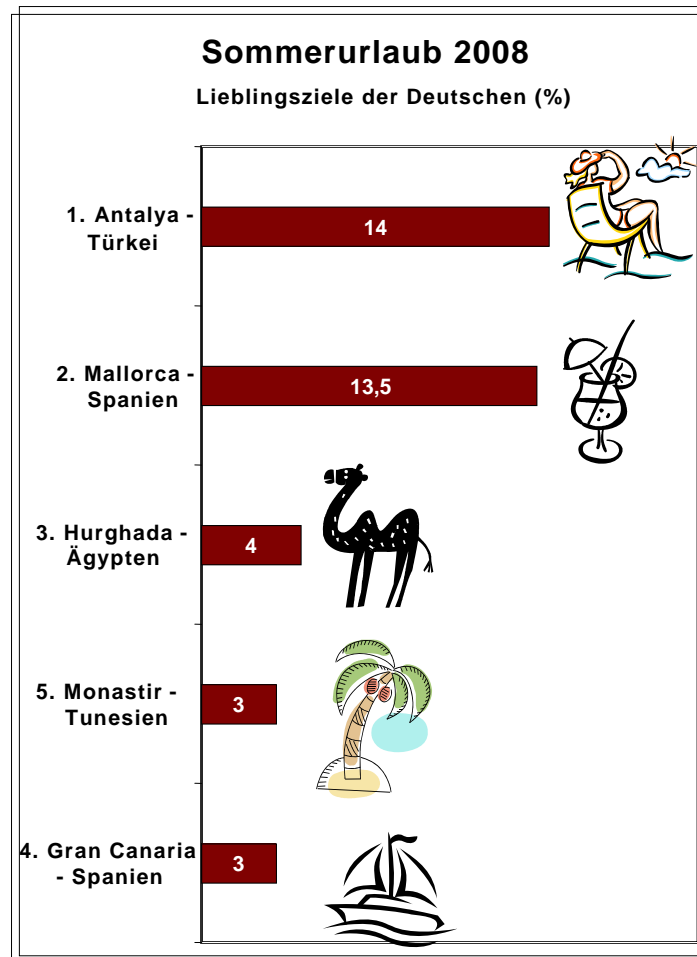 Sommerurlaub 2008
Lieblingsziele der Deutschen (%)
1. Antalya -
Türkei
14
2. Mallorca -
Spanien
13,5
3. Hurghada -
Ägypten
4
5. Monastir -
Tunesien
3
4. Gran Canaria
- Spanien
3